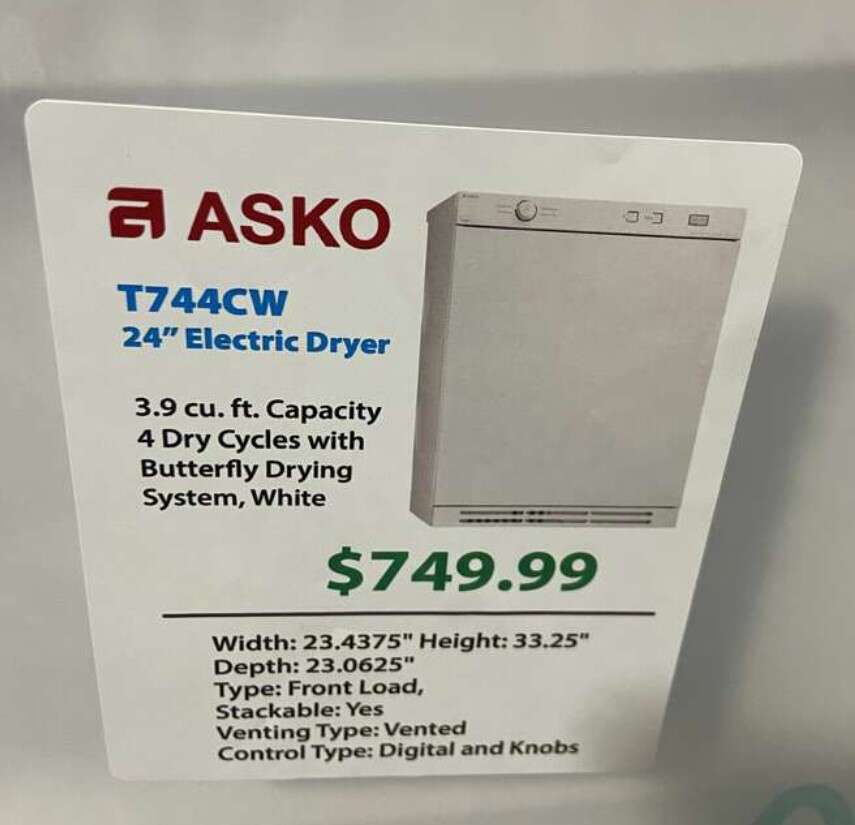 ASKO
T744CW
24" Electric Dryer
3.9 cu. ft. Capacity
4 Dry Cycles with
Butterfly Drying
System, White
$749.99
Width: 23.4375" Height: 33.25"
Depth: 23.0625"
Type: Front Load,
Stackable: Yes
Venting Type: Vented
Control Type: Digital and Knobs